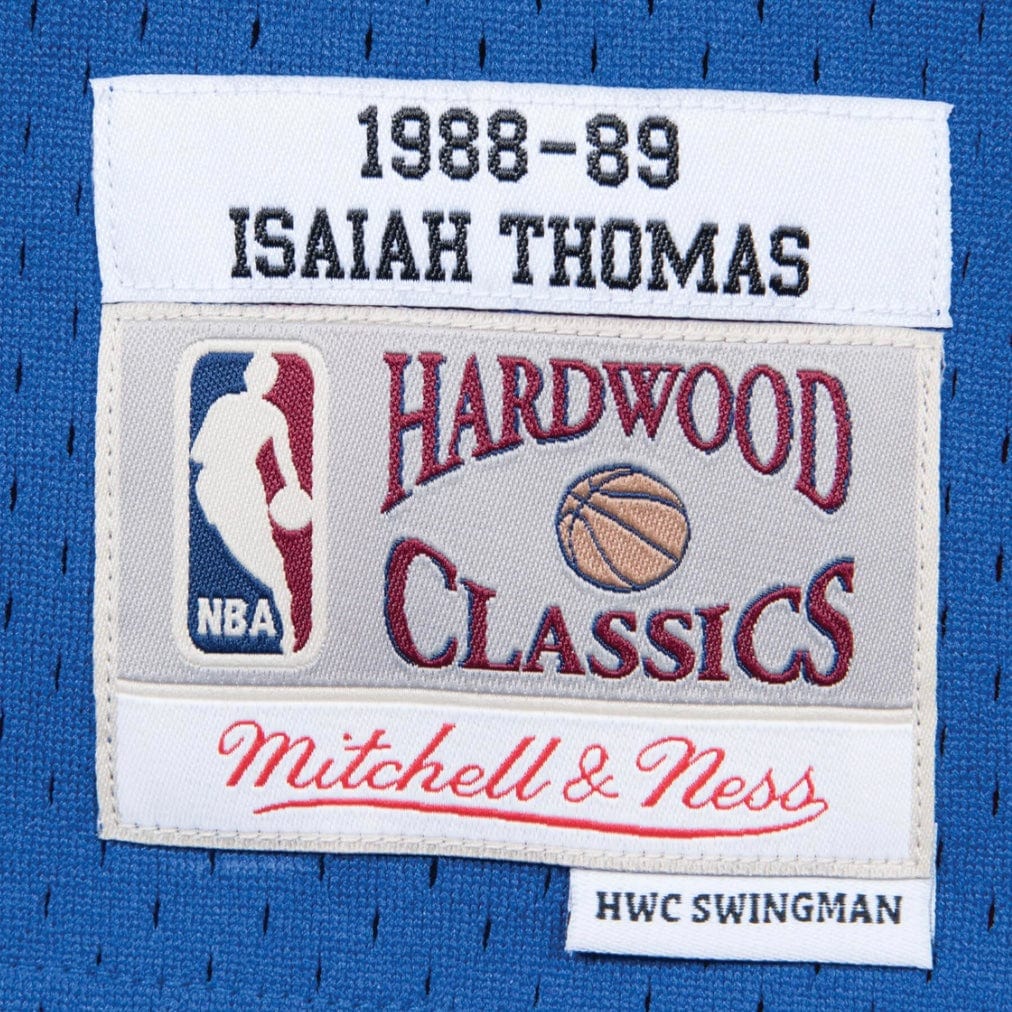 1988-89
ISAIAH THOMAS
HARDWOOD
CLASSICS
NBA
Mitchell & Ness
HWC SWINGMAN